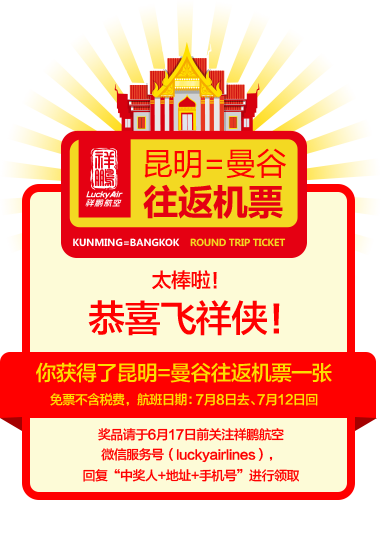 祥鹏
Lucky Air
祥鹏航空
昆明=曼谷
往返机票
KUNMING=BANGKOK ROUND TRIP TICKET
太棒啦！
恭喜飞祥侠！
你获得了昆明=曼谷往返机票一张
免票不含税费，航班日期：7月8日去、7月12日回
奖品请于6月17日前关注祥鹏航空
微信服务号（luckyairlines），
回复“中奖人+地址+手机号”进行领取